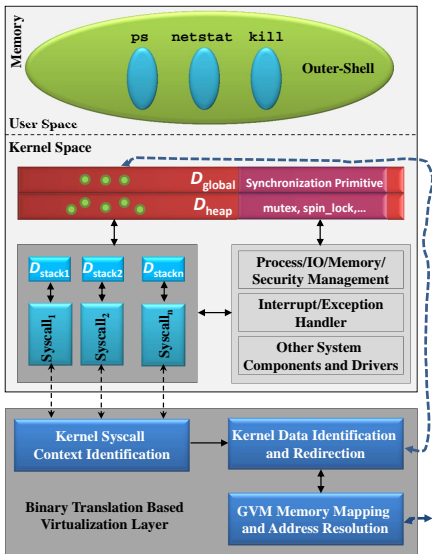 Memory
ps netstat kill
Outer-Shell
User Space
Kernel Space
Dglobal Synchronization Primitive
Dheap mutex, spin_lock,...
Dstack1 Dstack2 Dstackn
Syscall1 Syscall2 Syscalln
Process/IO/Memory/
Security Management
Interrupt/Exception
Handler
Other System
Components and Drivers
Kernel Syscall
Context Identification
Kernel Data Identification
and Redirection
Binary Translation Based
Virtualization Layer
GVM Memory Mapping
and Address Resolution